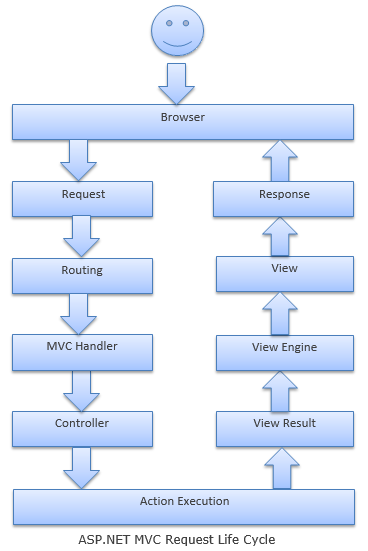 Browser
Request
Response
Routing
View
MVC Handler
View Engine
Controller
View Result
Action Execution
ASP.NET MVC Request Life Cycle